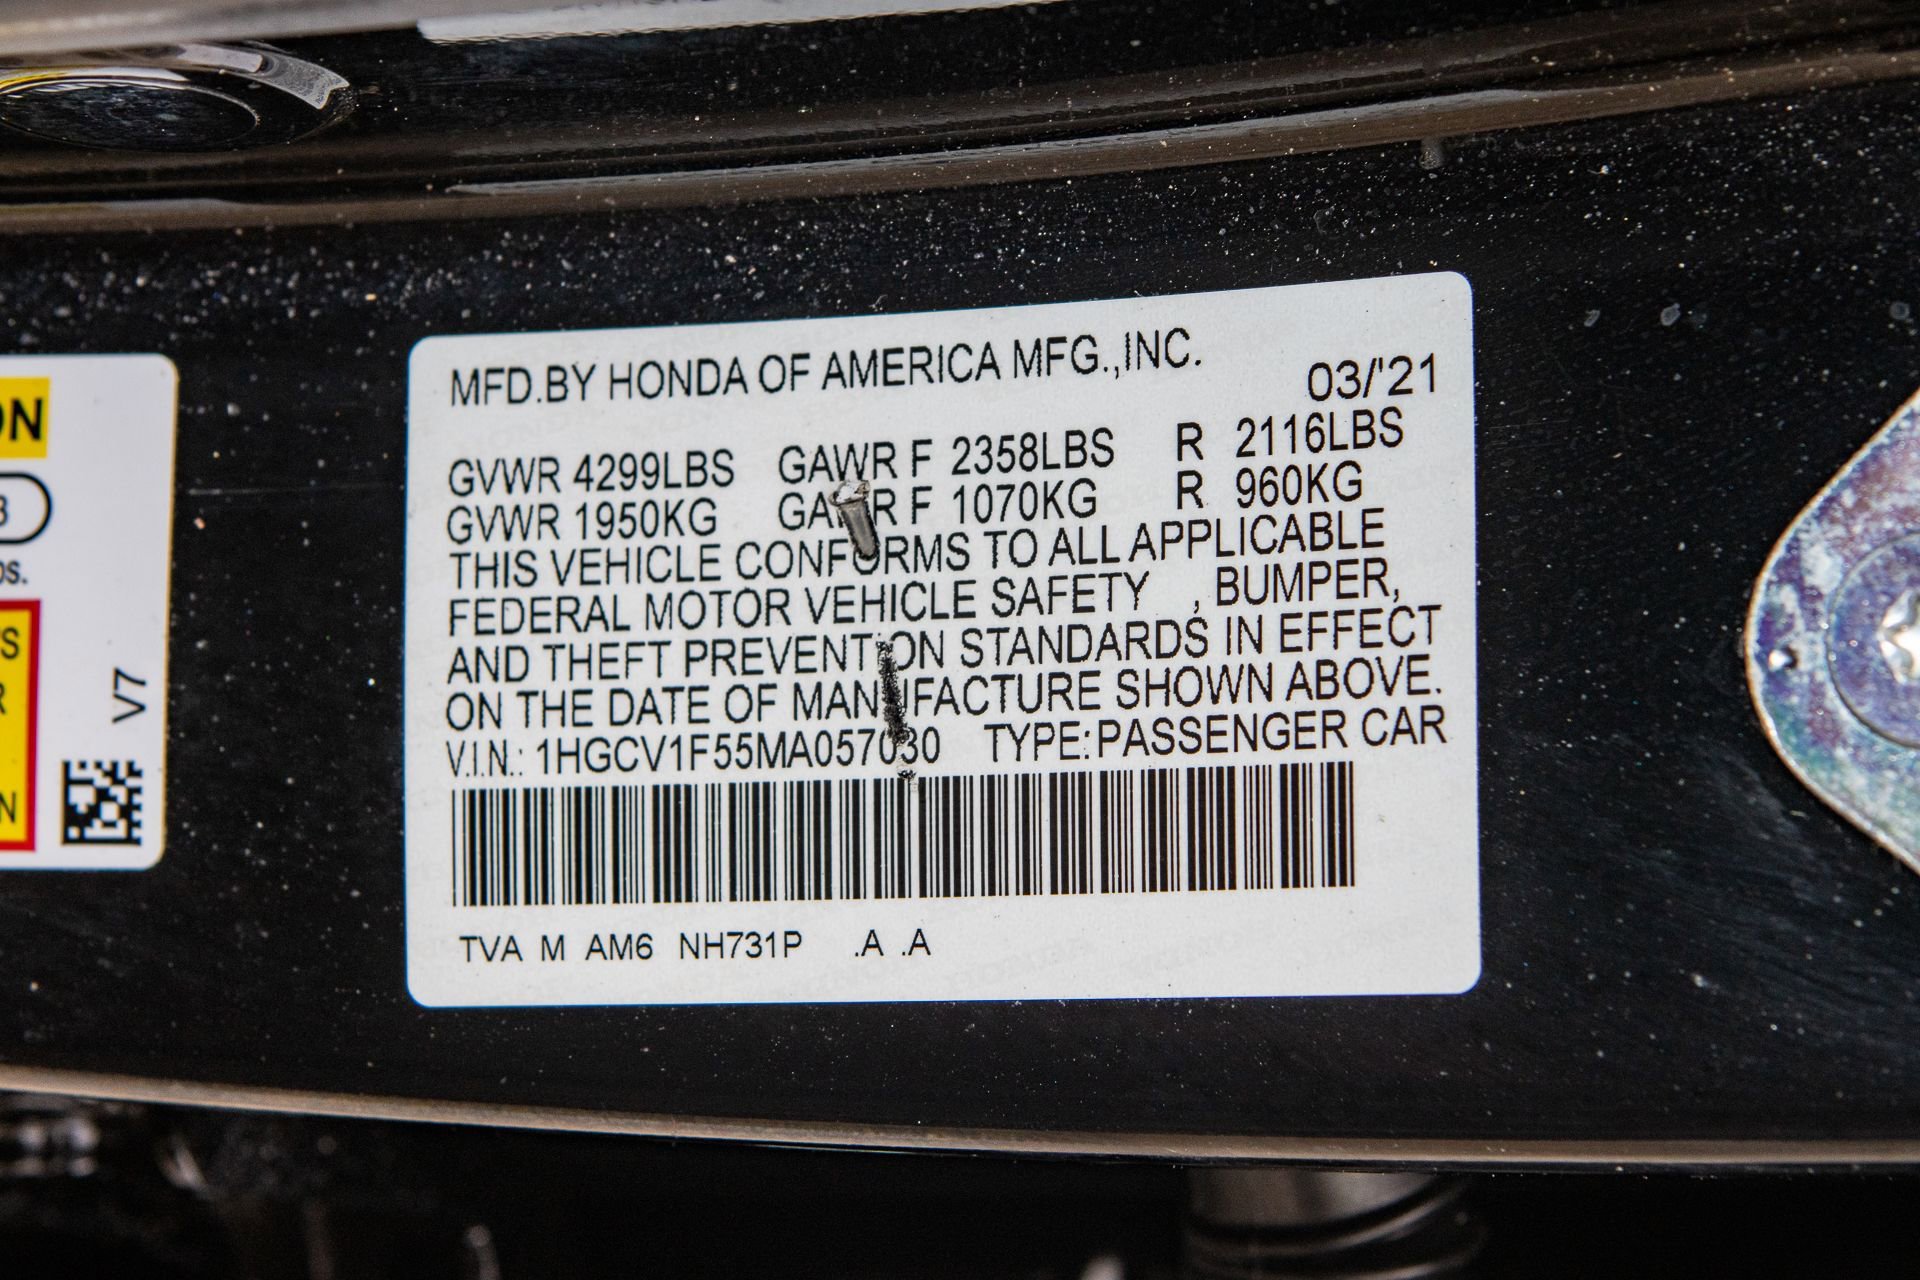 MFD.BY HONDA OF AMERICA MFG.,INC.
03/'21
GVWR 4299LBS GAWR F 2358LBS R 2116LBS
GVWR 1950KG GAWR F 1070KG R 960KG
THIS VEHICLE CONFORMS TO ALL APPLICABLE
FEDERAL MOTOR VEHICLE SAFETY , BUMPER,
AND THEFT PREVENTION STANDARDS IN EFFECT
ON THE DATE OF MANUFACTURE SHOWN ABOVE.
V.I.N.: 1HGCV1F55MA057030 TYPE:PASSENGER CAR
TVA M AM6 NH731P .A .A
V7